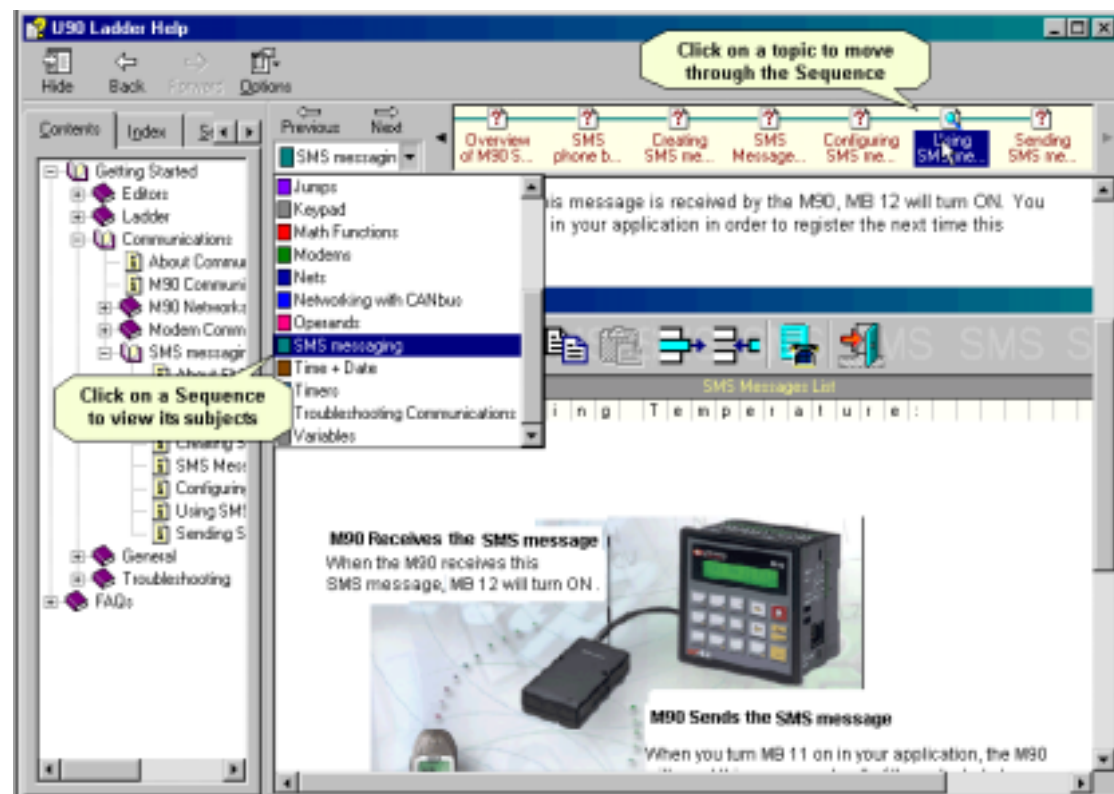 U90 Ladder Help
Hide
Back
Forward
Options
Click on a topic to move
through the Sequence
Contents
Index
Previous
Next
SMS messagin
Overview
of M90 S...
SMS
phone b...
Creating
SMS me...
SMS
Message...
Configuring
SMS me...
Using
SMS me...
Sending
SMS me...
Getting Started
Editors
Ladder
Communications
About Commu
M90 Communi
M90 Networks
Modem Comm
SMS messagin
Creating S
SMS Mess
Configuring
Using SMS
Sending S
General
Troubleshooting
FAQs
Click on a Sequence
to view its subjects
Jumps
Keypad
Math Functions
Modems
Nets
Networking with CANbus
Operands
SMS messaging
Time + Date
Timers
Troubleshooting Communications
Variables
his message is received by the M90, MB 12 will turn ON. You
in your application in order to register the next time this
SMS SMS S
SMS Messages List
ing Temperature:
M90 Receives the SMS message
When the M90 receives this
SMS message, MB 12 will turn ON .
M90 Sends the SMS message
When you turn MB 11 on in your application, the M90